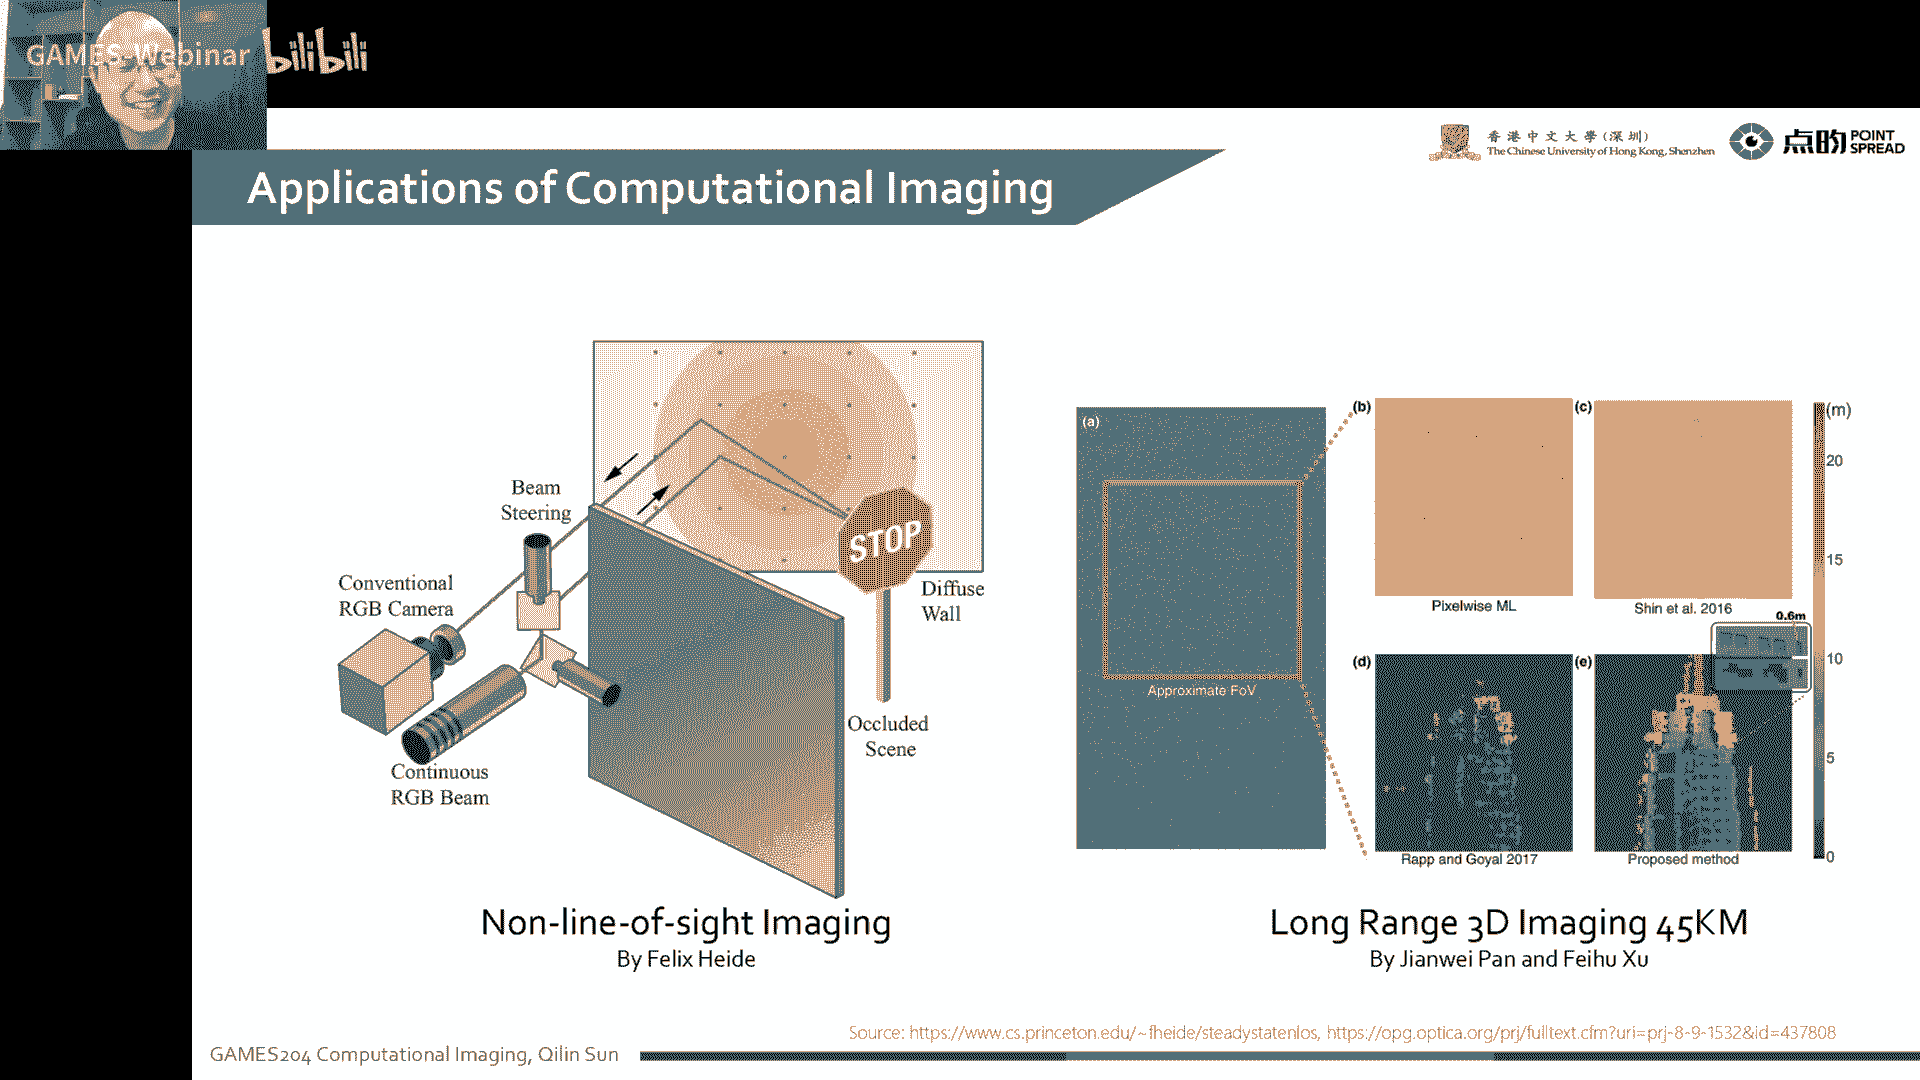 GAMES-Webinar
bilibili
香港中文大學(深圳)
The Chinese University of Hong Kong, Shenzhen
点昀 POINT SPREAD
Applications of Computational Imaging
Beam
Steering
Conventional
RGB Camera
Continuous
RGB Beam
STOP
Diffuse
Wall
Occluded
Scene
Non-line-of-sight Imaging
By Felix Heide
(a)
Approximate FoV
(b)
Pixelwise ML
(c)
Shin et al. 2016
0.6m
(d)
Rapp and Goyal 2017
(e)
Proposed method
(m)
20
15
10
5
0
Long Range 3D Imaging 45KM
By Jianwei Pan and Feihu Xu
Source: https://www.cs.princeton.edu/~fheide/steadystatenlos, https://opg.optica.org/prj/fulltext.cfm?uri=prj-8-9-1532&id=437808
GAMES204 Computational Imaging, Qilin Sun